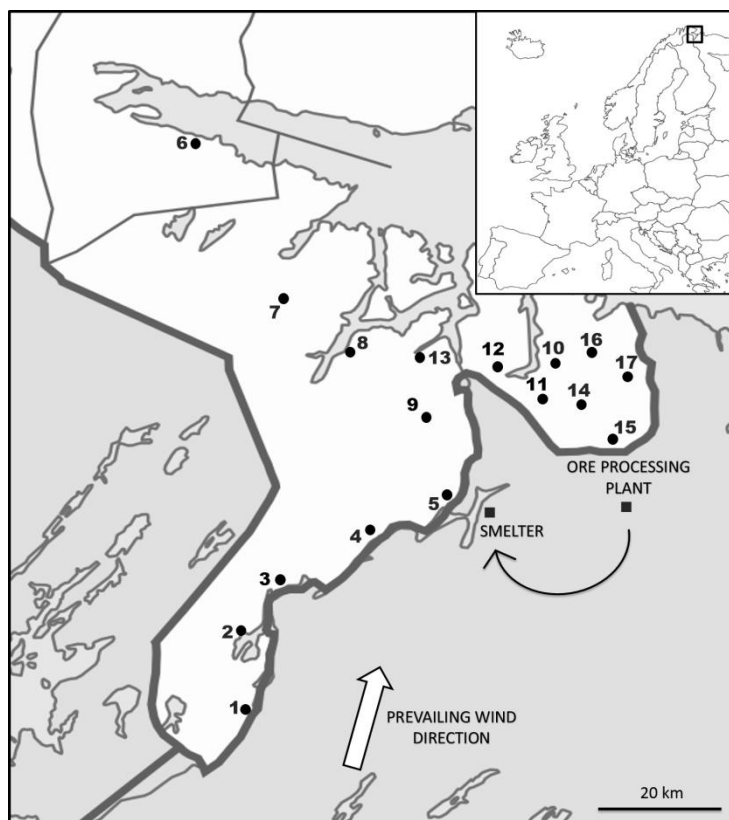 6
7
8
13
12
10
16
17
11
14
9
15
ORE PROCESSING
PLANT
5
SMELTER
4
3
2
1
PREVAILING WIND
DIRECTION
20 km